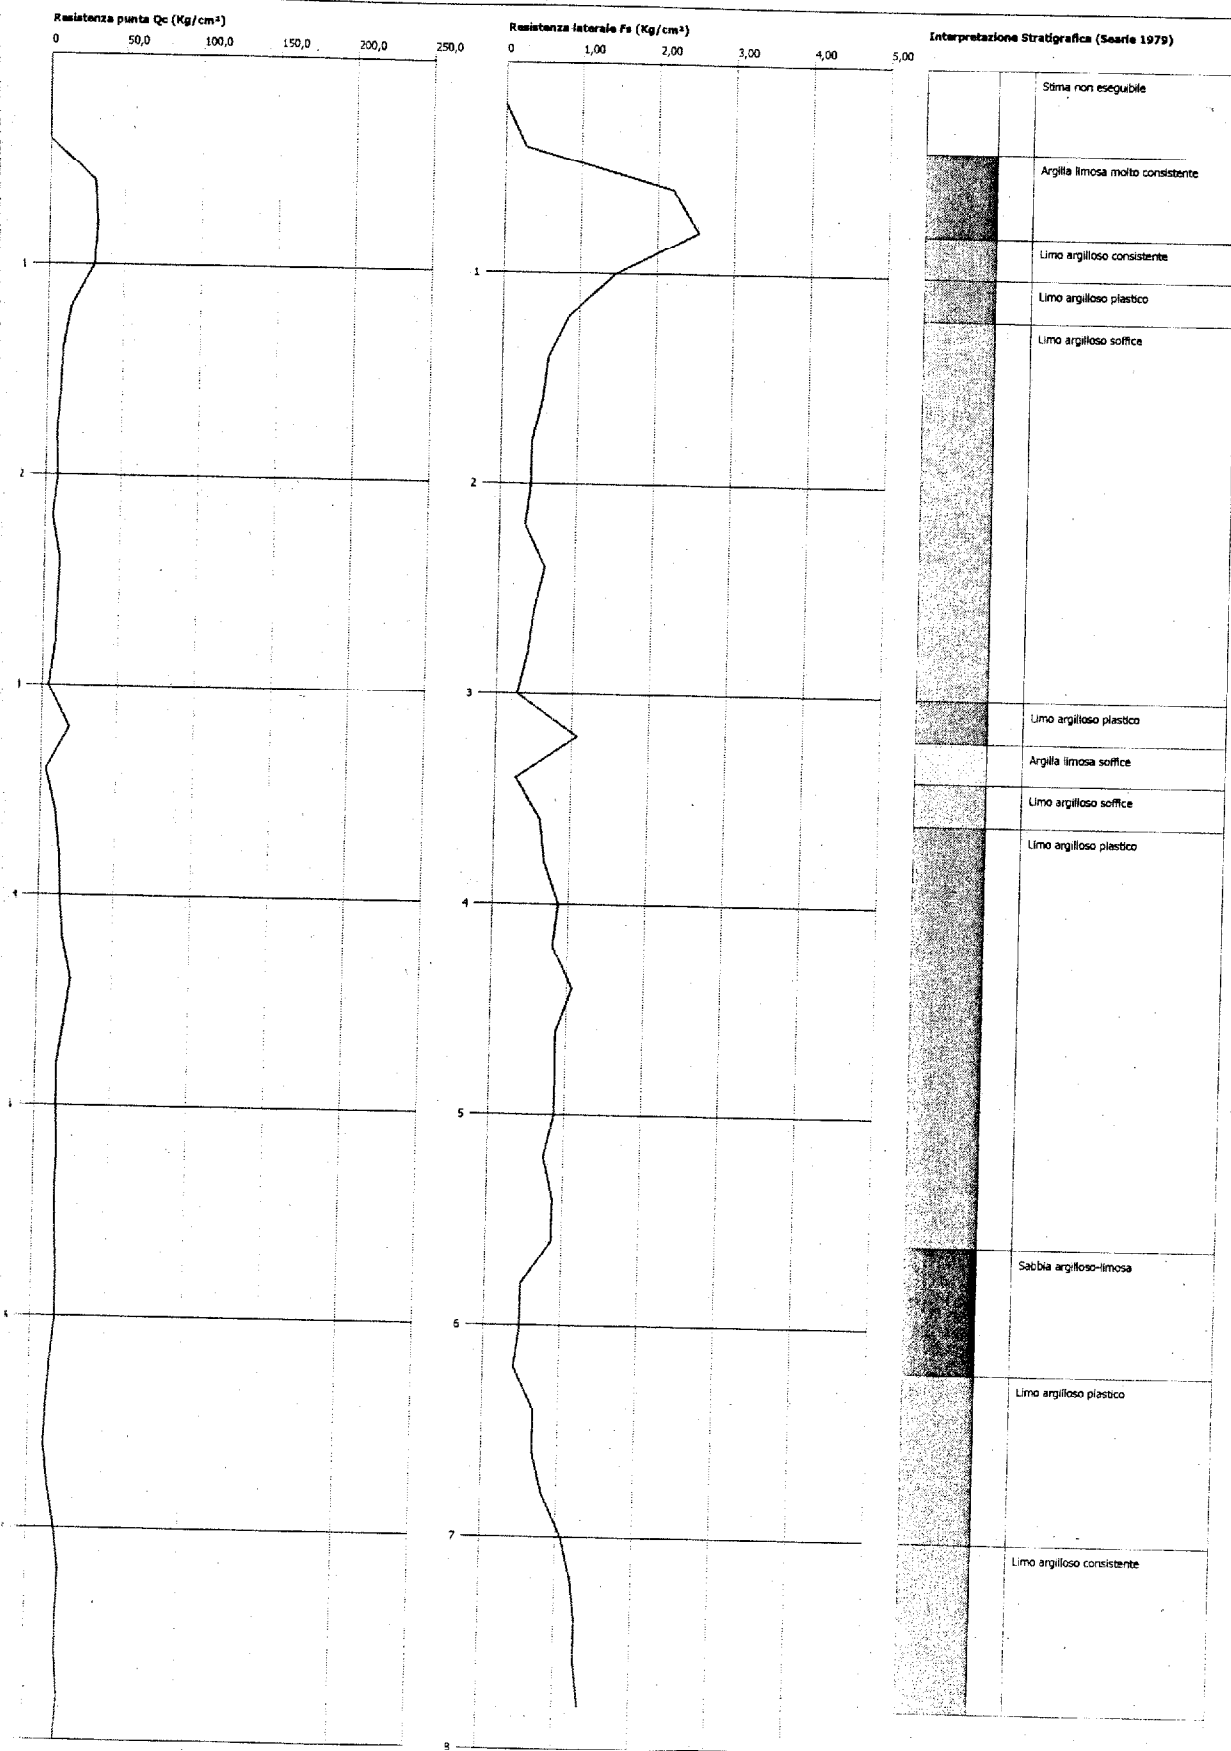 Resistenza punta Qc (Kg/cm²)
0 50,0 100,0 150,0 200,0 250,0
1
2
Resistenza laterale Fs (Kg/cm²)
0 1,00 2,00 3,00 4,00 5,00
1
2
3
4
5
6
7
8
Interpretazione Stratigrafica (Searle 1979)
Stima non eseguibile
Argilla limosa molto consistente
Limo argilloso consistente
Limo argilloso plastico
Limo argilloso soffice
Limo argilloso plastico
Argilla limosa soffice
Limo argilloso soffice
Limo argilloso plastico
Sabbia argilloso-limosa
Limo argilloso plastico
Limo argilloso consistente